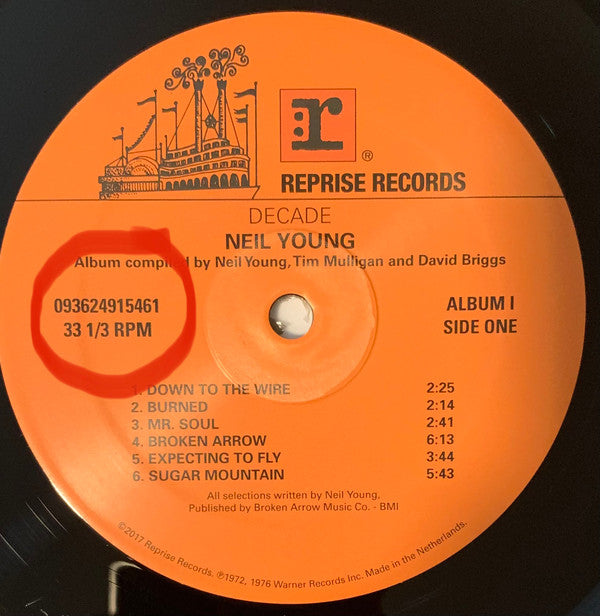 r
®
REPRISE RECORDS
DECADE
NEIL YOUNG
Album compiled by Neil Young, Tim Mulligan and David Briggs
093624915461
33 1/3 RPM
ALBUM I
SIDE ONE
1. DOWN TO THE WIRE 2:25
2. BURNED 2:14
3. MR. SOUL 2:41
4. BROKEN ARROW 6:13
5. EXPECTING TO FLY 3:44
6. SUGAR MOUNTAIN 5:43
All selections written by Neil Young,
Published by Broken Arrow Music Co. - BMI
©2017 Reprise Records. ℗1972, 1976 Warner Records Inc. Made in the Netherlands.